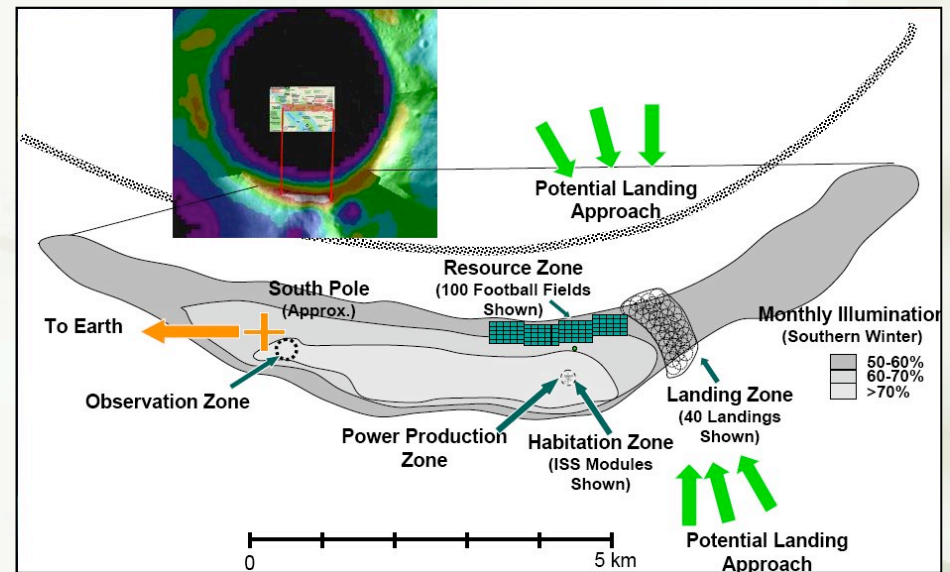 Potential Landing
Approach
South Pole
(Approx.)
Resource Zone
(100 Football Fields
Shown)
To Earth
Monthly Illumination
(Southern Winter)
50-60%
60-70%
>70%
Observation Zone
Landing Zone
(40 Landings
Shown)
Power Production
Zone
Habitation Zone
(ISS Modules
Shown)
Potential Landing
Approach
0
5 km